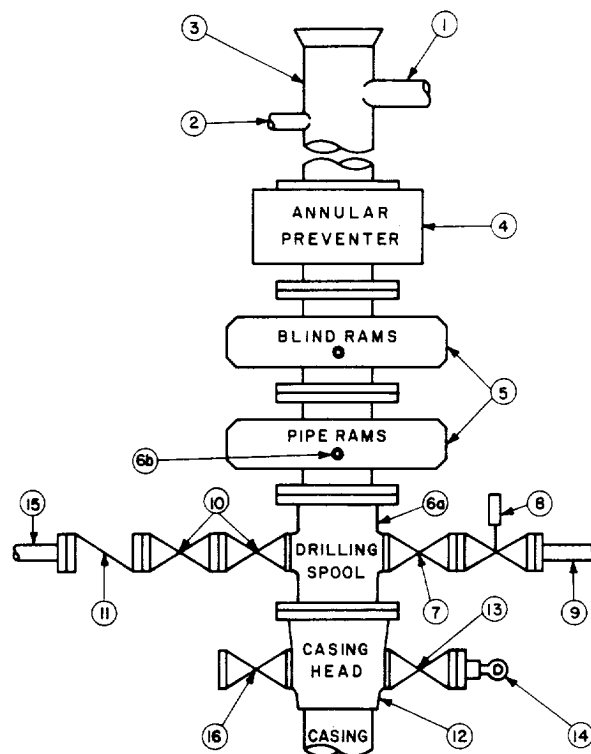 1
3
2
ANNULAR
PREVENTER
4
BLIND RAMS
5
PIPE RAMS
6b
15
10
6a
8
DRILLING
SPOOL
11
7
9
13
CASING
HEAD
16
12
14
CASING